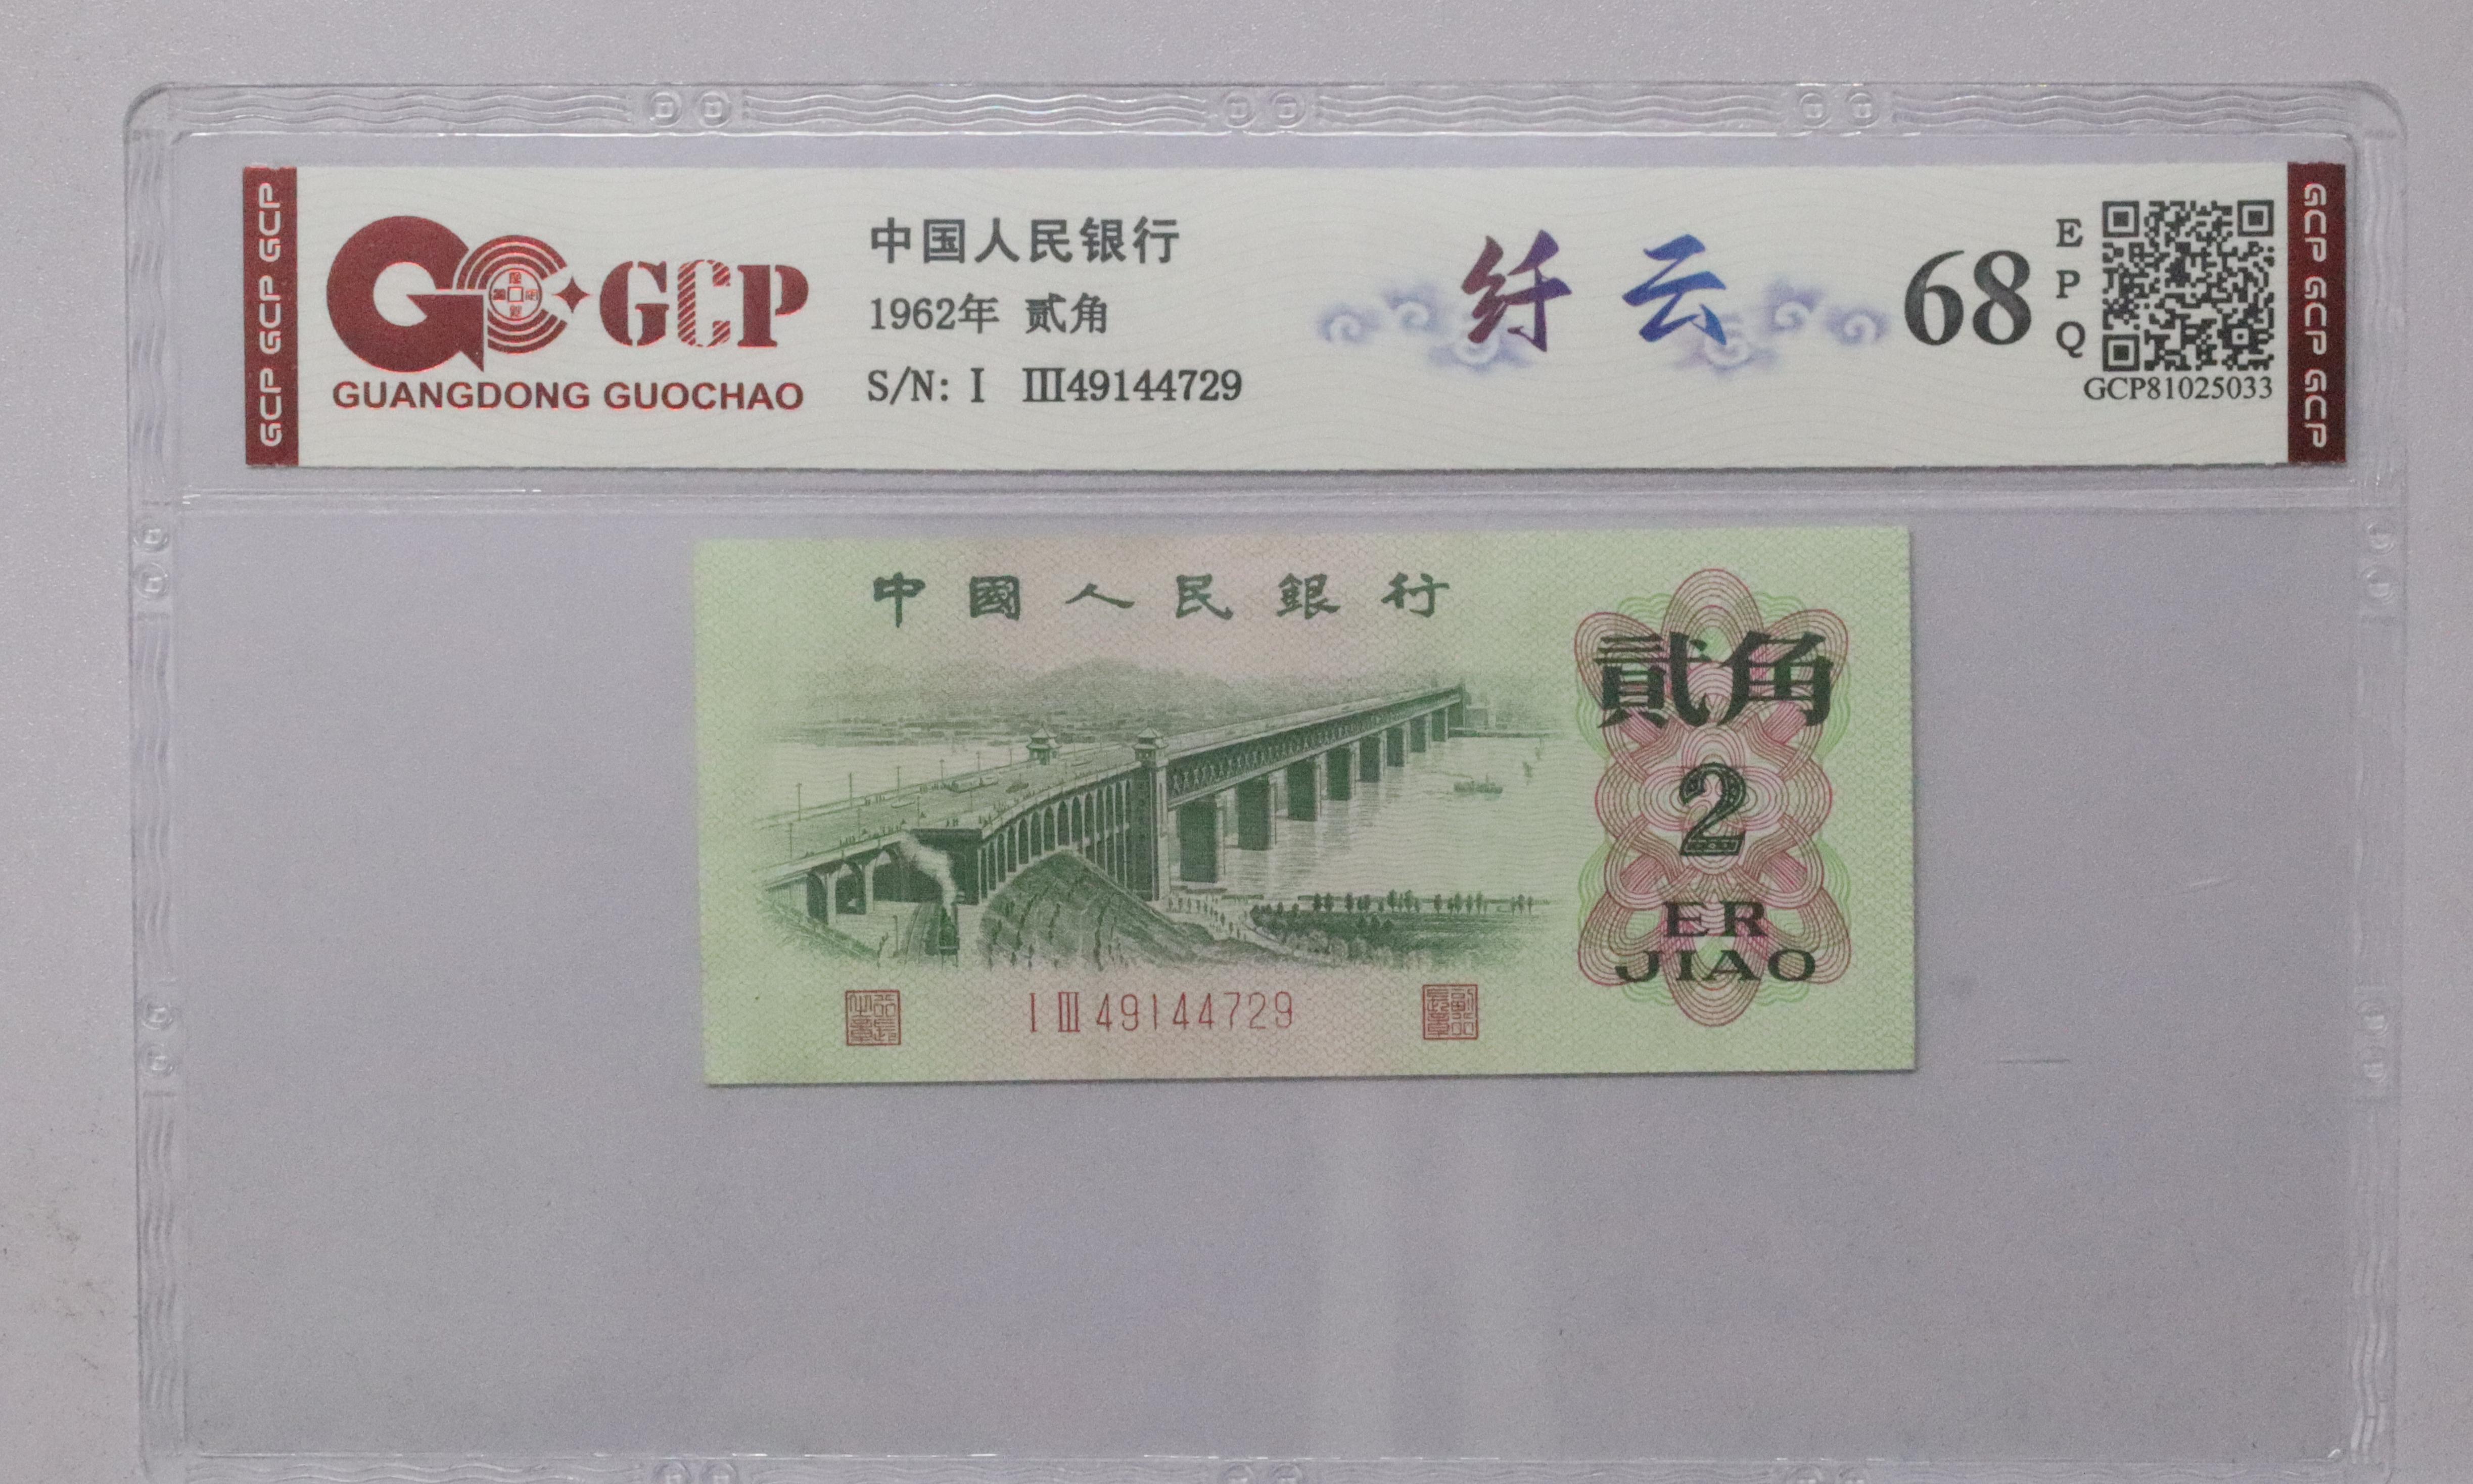 GCP GCP GCP
GCP
GUANGDONG GUOCHAO
中国人民银行
1962年 贰角
S/N: I III49144729
纤云
68
EPQ
GCP81025033
GCP GCP GCP
中國人民銀行
貳角
2
ER
JIAO
I III 49144729